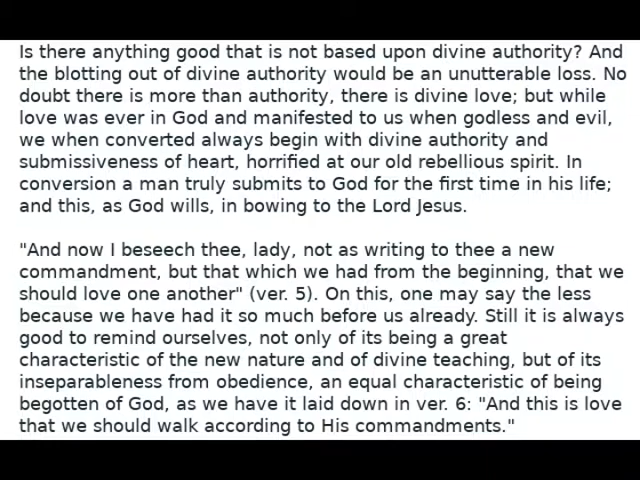 Is there anything good that is not based upon divine authority? And
the blotting out of divine authority would be an unutterable loss. No
doubt there is more than authority, there is divine love; but while
love was ever in God and manifested to us when godless and evil,
we when converted always begin with divine authority and
submissiveness of heart, horrified at our old rebellious spirit. In
conversion a man truly submits to God for the first time in his life;
and this, as God wills, in bowing to the Lord Jesus.
"And now I beseech thee, lady, not as writing to thee a new
commandment, but that which we had from the beginning, that we
should love one another" (ver. 5). On this, one may say the less
because we have had it so much before us already. Still it is always
good to remind ourselves, not only of its being a great
characteristic of the new nature and of divine teaching, but of its
inseparableness from obedience, an equal characteristic of being
begotten of God, as we have it laid down in ver. 6: "And this is love
that we should walk according to His commandments."